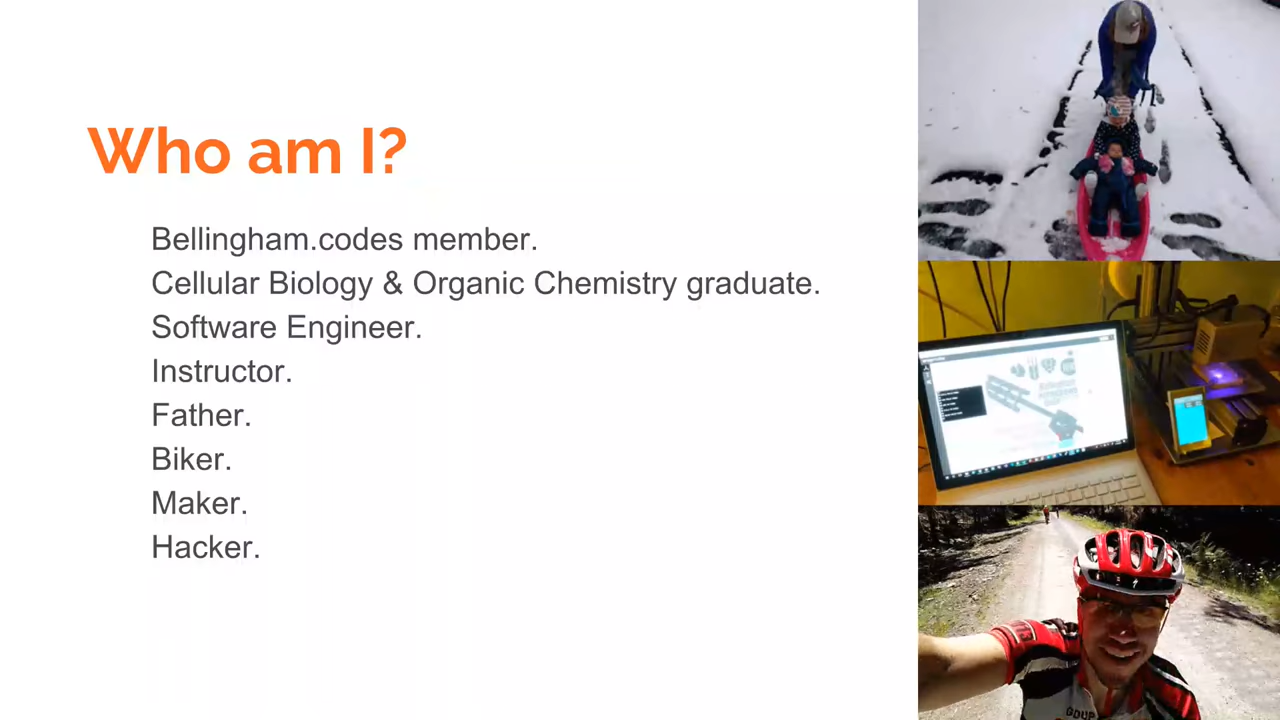 Who am I?
Bellingham.codes member.
Cellular Biology & Organic Chemistry graduate.
Software Engineer.
Instructor.
Father.
Biker.
Maker.
Hacker.